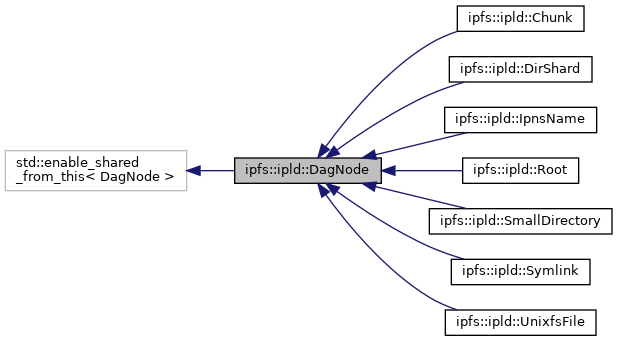 std::enable_shared
_from_this< DagNode >
ipfs::ipld::DagNode
ipfs::ipld::Chunk
ipfs::ipld::DirShard
ipfs::ipld::IpnsName
ipfs::ipld::Root
ipfs::ipld::SmallDirectory
ipfs::ipld::Symlink
ipfs::ipld::UnixfsFile